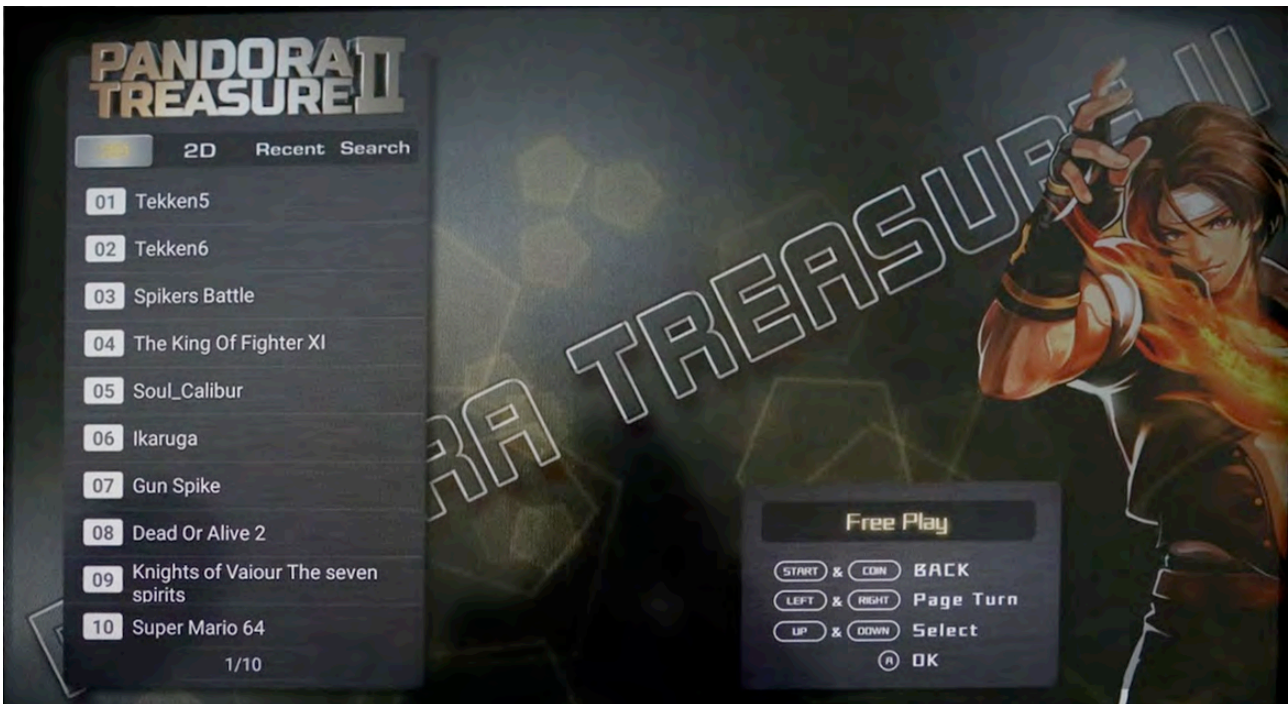 PANDORA
TREASURE II
2D Recent Search
01 Tekken5
02 Tekken6
03 Spikers Battle
04 The King Of Fighter XI
05 Soul_Calibur
06 Ikaruga
07 Gun Spike
08 Dead Or Alive 2
09 Knights of Vaiour The seven
spirits
10 Super Mario 64
1/10
RA TREASURE II
Free Play
START & COIN BACK
LEFT & RIGHT Page Turn
UP & DOWN Select
A OK